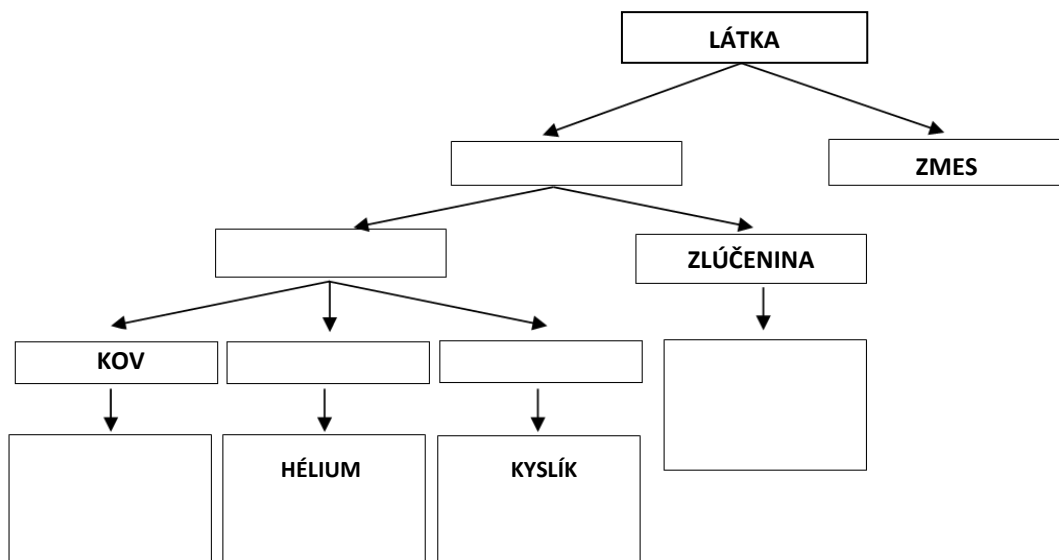 LÁTKA
ZMES
ZLÚČENINA
KOV
HÉLIUM
KYSLÍK